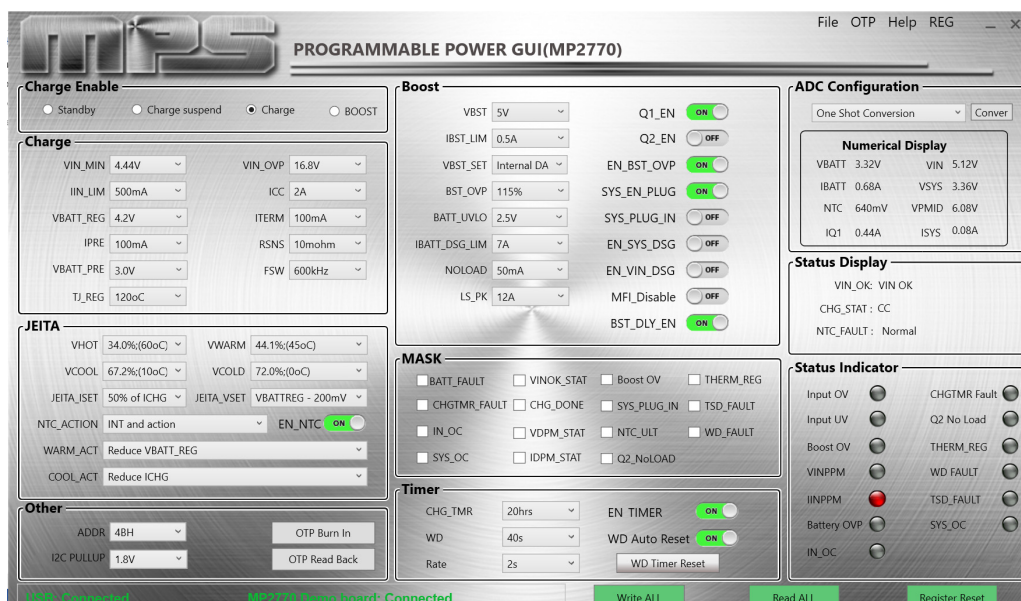 MPS
File OTP Help REG
PROGRAMMABLE POWER GUI(MP2770)
Charge Enable
Standby Charge suspend Charge BOOST
Charge
VIN_MIN 4.44V VIN_OVP 16.8V
IIN_LIM 500mA ICC 2A
VBATT_REG 4.2V ITERM 100mA
IPRE 100mA RSNS 10mohm
VBATT_PRE 3.0V FSW 600kHz
TJ_REG 120oC
JEITA
VHOT 34.0%;(60oC) VWARM 44.1%;(45oC)
VCOOL 67.2%;(10oC) VCOLD 72.0%;(0oC)
JEITA_ISET 50% of ICHG JEITA_VSET VBATTREG - 200mV
NTC_ACTION INT and action EN_NTC ON
WARM_ACT Reduce VBATT_REG
COOL_ACT Reduce ICHG
Other
ADDR 4BH OTP Burn In
I2C PULLUP 1.8V OTP Read Back
Boost
VBST 5V Q1_EN ON
IBST_LIM 0.5A Q2_EN OFF
VBST_SET Internal DA EN_BST_OVP ON
BST_OVP 115% SYS_EN_PLUG ON
BATT_UVLO 2.5V SYS_PLUG_IN OFF
IBATT_DSG_LIM 7A EN_SYS_DSG OFF
NOLOAD 50mA EN_VIN_DSG OFF
LS_PK 12A MFI_Disable OFF
BST_DLY_EN ON
MASK
BATT_FAULT VINOK_STAT Boost OV THERM_REG
CHGTMR_FAULT CHG_DONE SYS_PLUG_IN TSD_FAULT
IN_OC VDPM_STAT NTC_ULT WD_FAULT
SYS_OC IDPM_STAT Q2_NoLOAD
Timer
CHG_TMR 20hrs EN TIMER ON
WD 40s WD Auto Reset ON
Rate 2s WD Timer Reset
ADC Configuration
One Shot Conversion Conver
Numerical Display
VBATT 3.32V VIN 5.12V
IBATT 0.68A VSYS 3.36V
NTC 640mV VPMID 6.08V
IQ1 0.44A ISYS 0.08A
Status Display
VIN_OK: VIN OK
CHG_STAT : CC
NTC_FAULT : Normal
Status Indicator
Input OV CHGTMR Fault
Input UV Q2 No Load
Boost OV THERM_REG
VINPPM WD FAULT
IINPPM TSD_FAULT
Battery OVP SYS_OC
IN_OC
USB: Connected MP2770 Demo board: Connected Write ALL Read ALL Register Reset